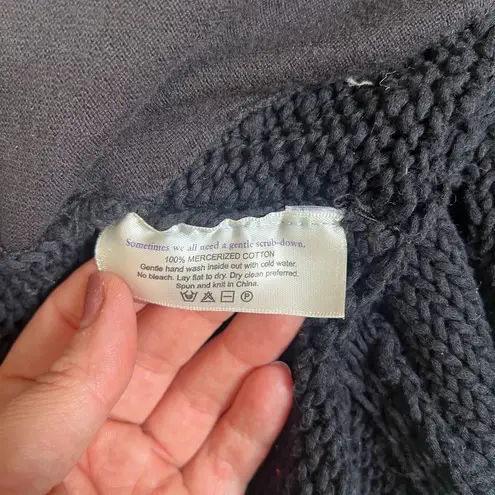 Sometimes we all need a gentle scrub-down.
100% MERCERIZED COTTON
Gentle hand wash inside out with cold water.
No bleach. Lay flat to dry. Dry clean preferred.
Spun and knit in China.
P